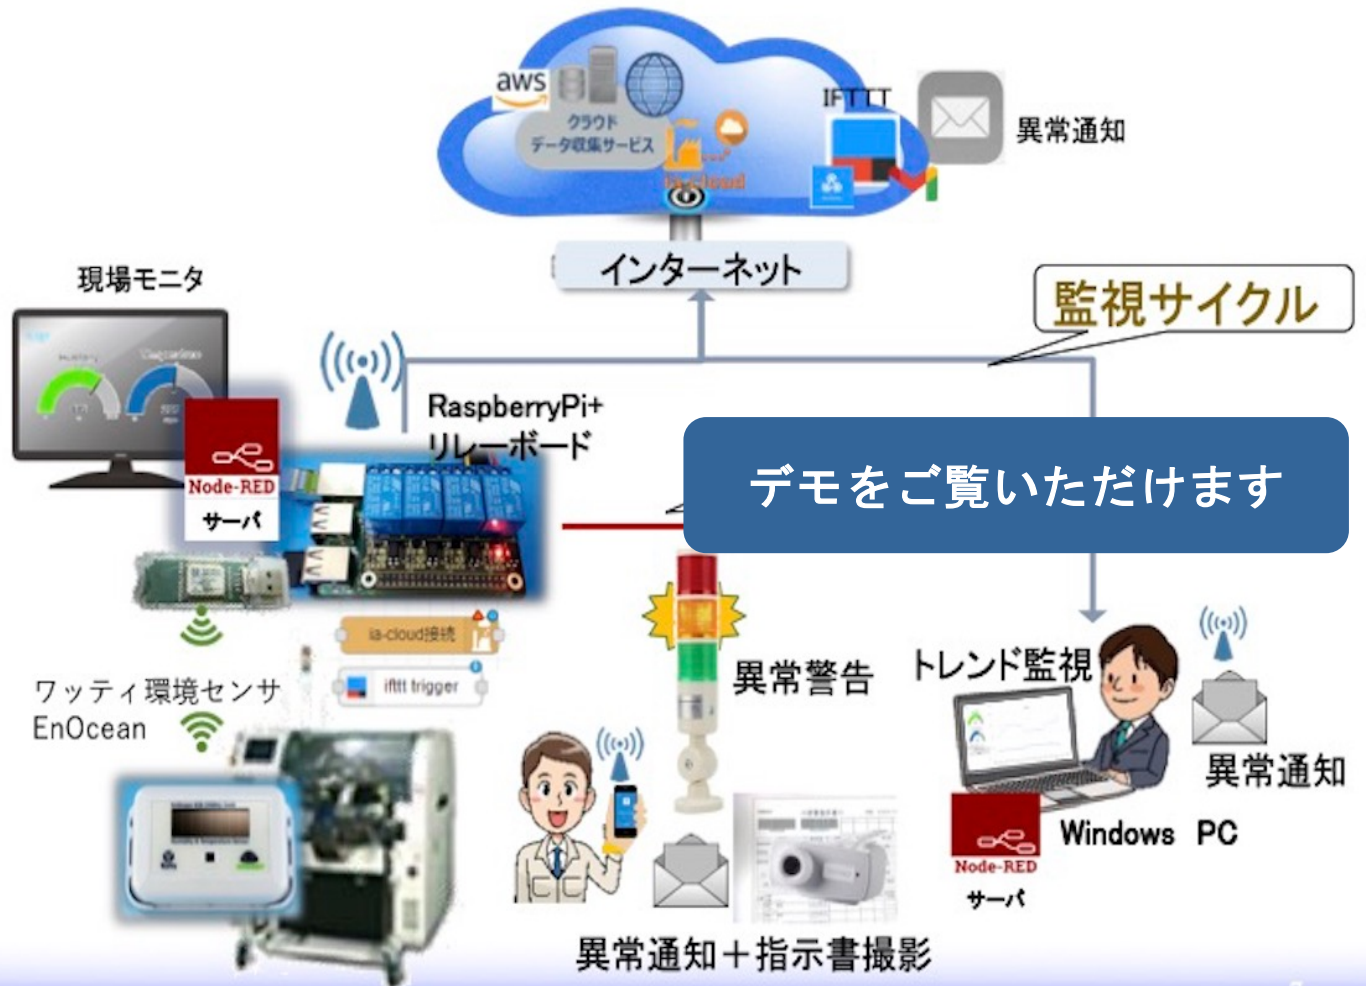 aws
クラウド
データ収集サービス
ia-cloud
IFTTT
異常通知
インターネット
現場モニタ
監視サイクル
RaspberryPi+
リレーボード
Node-RED
サーバ
デモをご覧いただけます
ia-cloud接続
ifttt trigger
ワッティ環境センサ
EnOcean
異常警告
トレンド監視
異常通知
Node-RED
サーバ
Windows PC
異常通知+指示書撮影